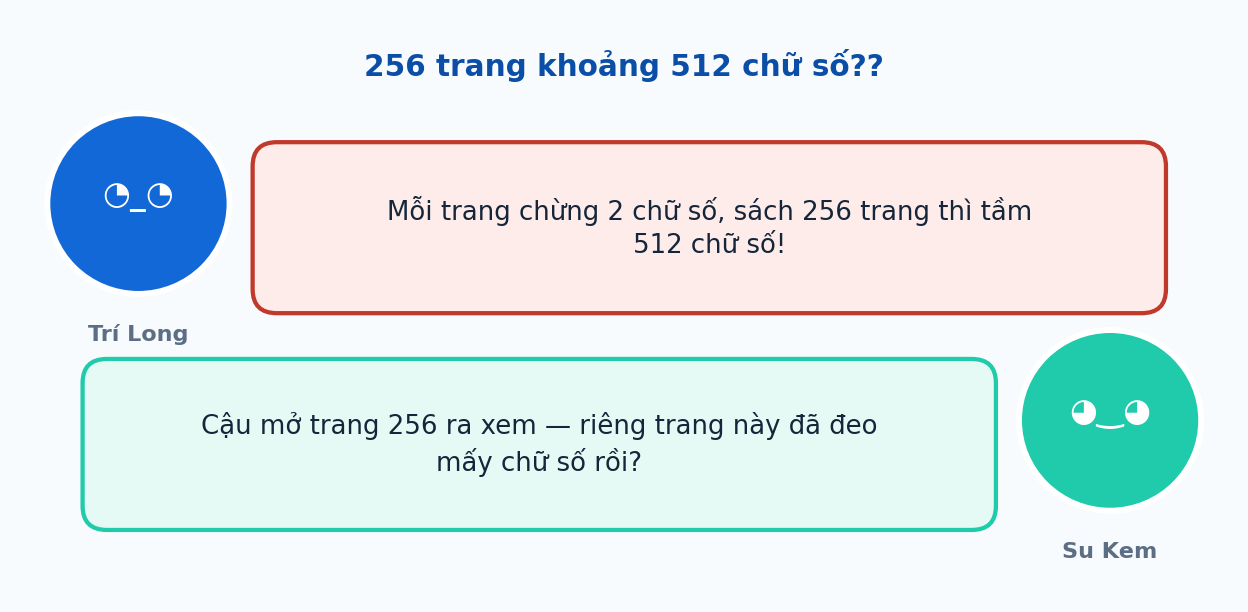 256 trang khoảng 512 chữ số??
Mỗi trang chừng 2 chữ số, sách 256 trang thì tầm
512 chữ số!
Trí Long
Cậu mở trang 256 ra xem — riêng trang này đã đeo
mấy chữ số rồi?
Su Kem